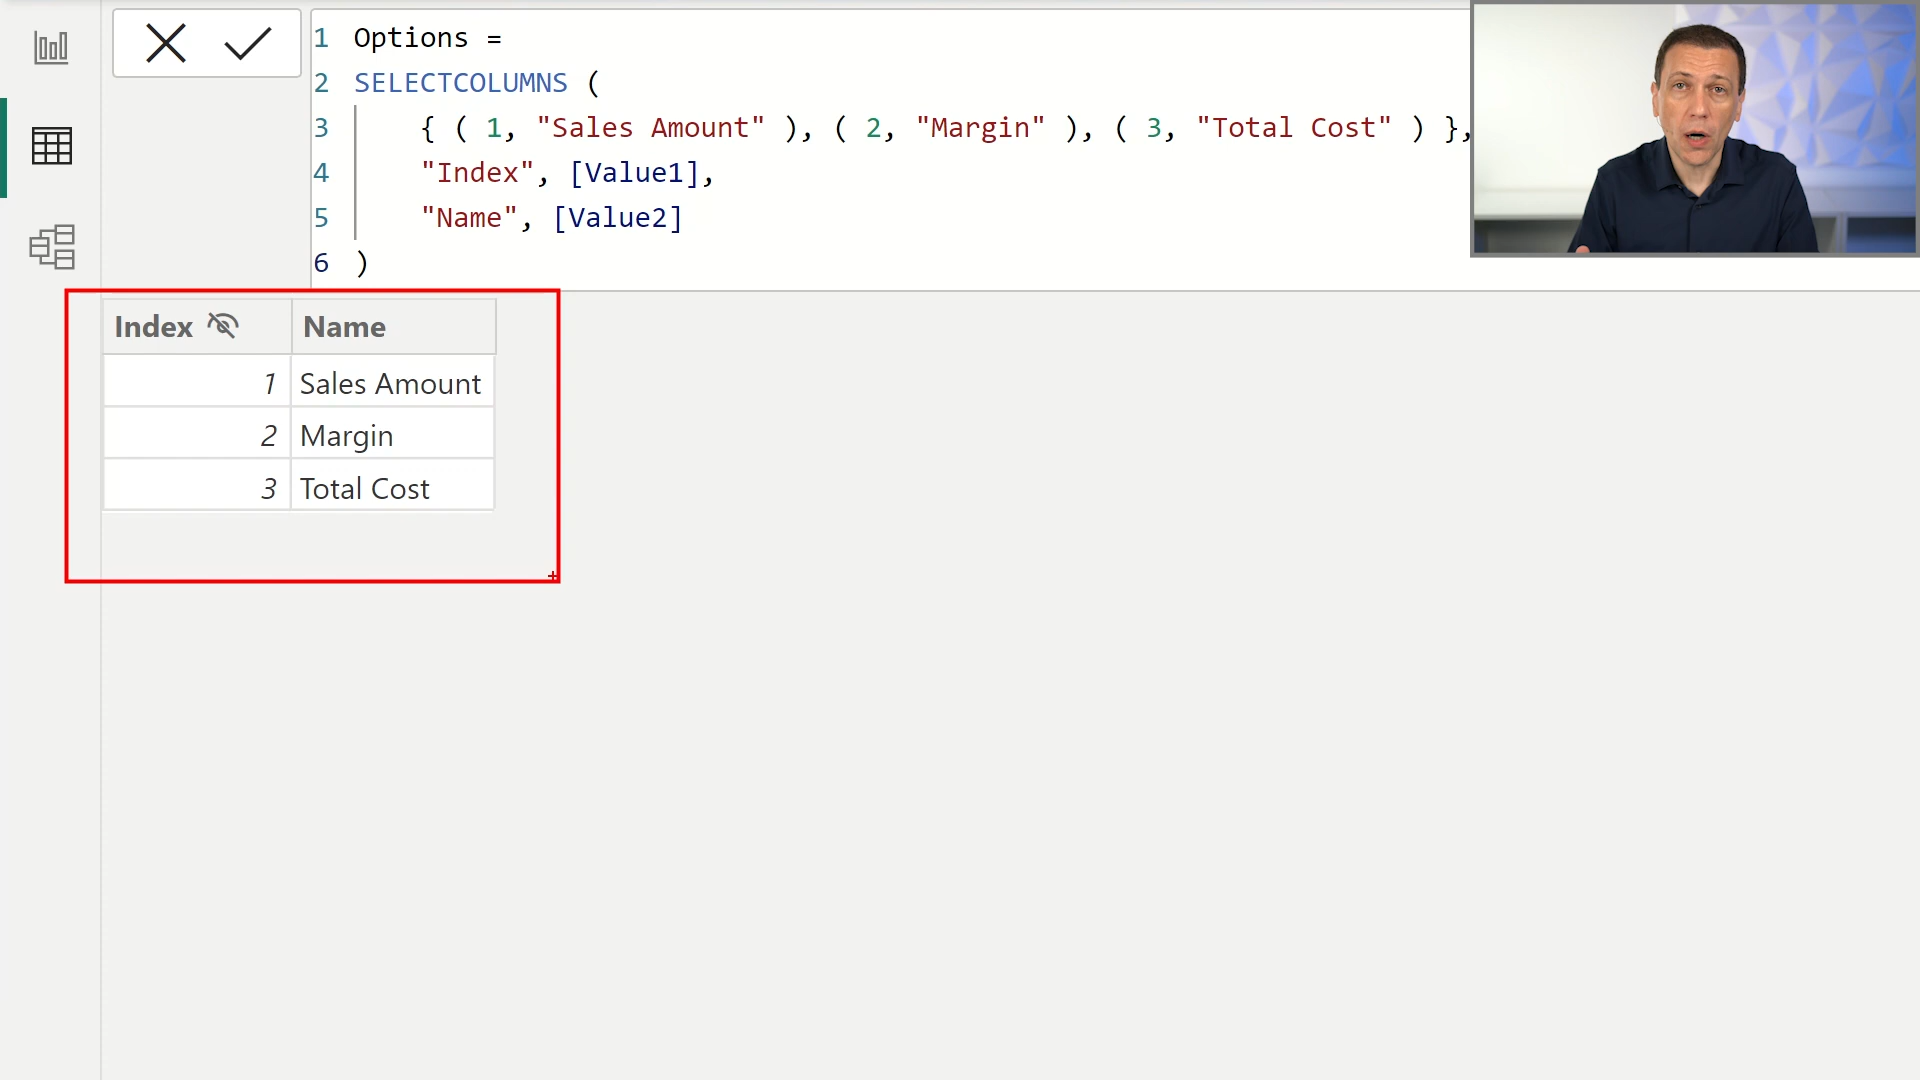 1 Options =
2 SELECTCOLUMNS (
3 { ( 1, "Sales Amount" ), ( 2, "Margin" ), ( 3, "Total Cost" ) },
4 "Index", [Value1],
5 "Name", [Value2]
6 )
Index Name
1 Sales Amount
2 Margin
3 Total Cost